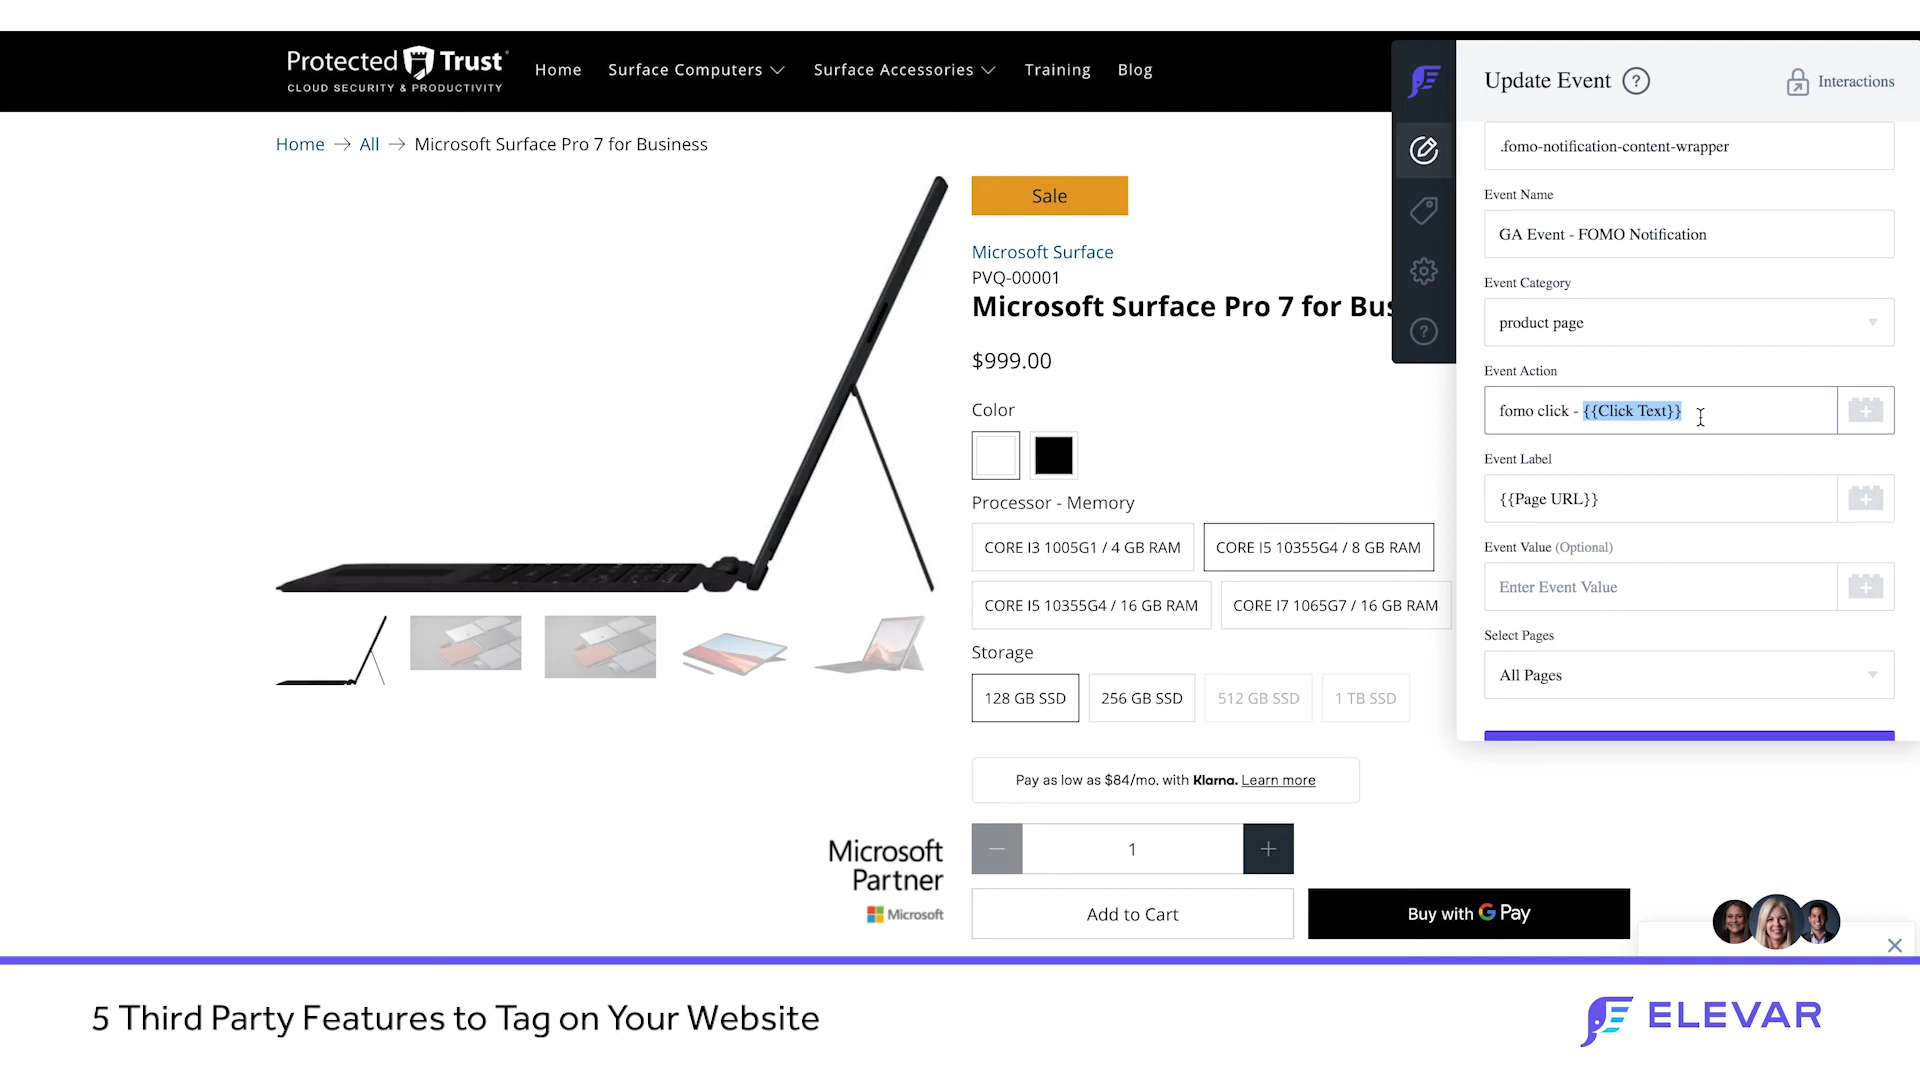 Protected Trust
CLOUD SECURITY & PRODUCTIVITY
Home
Surface Computers
Surface Accessories
Training
Blog
Update Event ?
Interactions
.fomo-notification-content-wrapper
Event Name
GA Event - FOMO Notification
Event Category
product page
Event Action
fomo click - {{Click Text}}
Event Label
{{Page URL}}
Event Value (Optional)
Enter Event Value
Select Pages
All Pages
Home → All → Microsoft Surface Pro 7 for Business
Sale
Microsoft Surface
PVQ-00001
Microsoft Surface Pro 7 for Bus
$999.00
Color
Processor - Memory
CORE I3 1005G1 / 4 GB RAM
CORE I5 10355G4 / 8 GB RAM
CORE I5 10355G4 / 16 GB RAM
CORE I7 1065G7 / 16 GB RAM
Storage
128 GB SSD
256 GB SSD
512 GB SSD
1 TB SSD
Pay as low as $84/mo. with Klarna. Learn more
1
Microsoft
Partner
Microsoft
Add to Cart
Buy with G Pay
5 Third Party Features to Tag on Your Website
ELEVAR